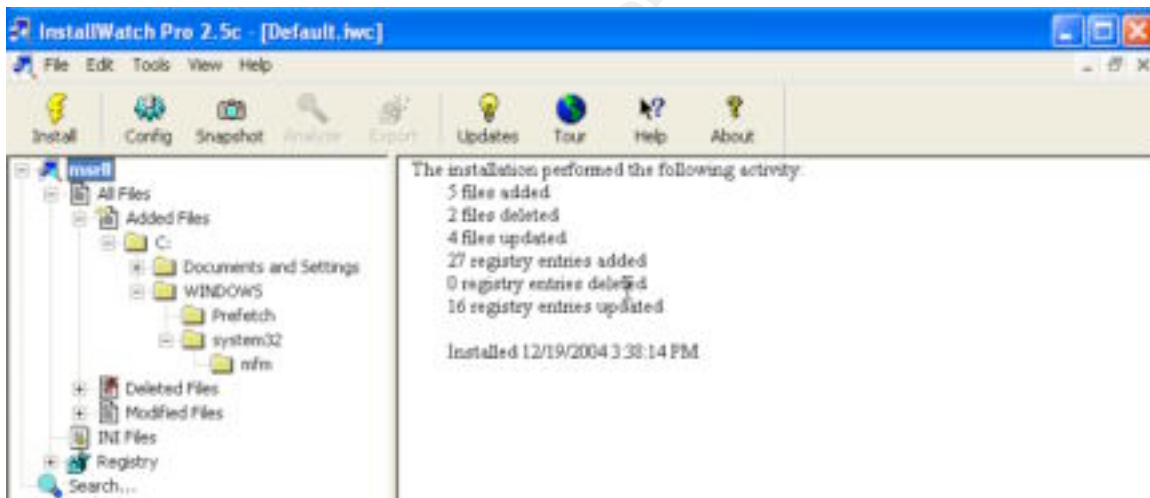 InstallWatch Pro 2.5c - [Default.iwc]
File Edit Tools View Help
Install Config Snapshot Analyze Export Updates Tour Help About
msrll
All Files
Added Files
C:
Documents and Settings
WINDOWS
Prefetch
system32
mfm
Deleted Files
Modified Files
INI Files
Registry
Search...
The installation performed the following activity:
5 files added
2 files deleted
4 files updated
27 registry entries added
0 registry entries deleted
16 registry entries updated
Installed 12/19/2004 3:38:14 PM